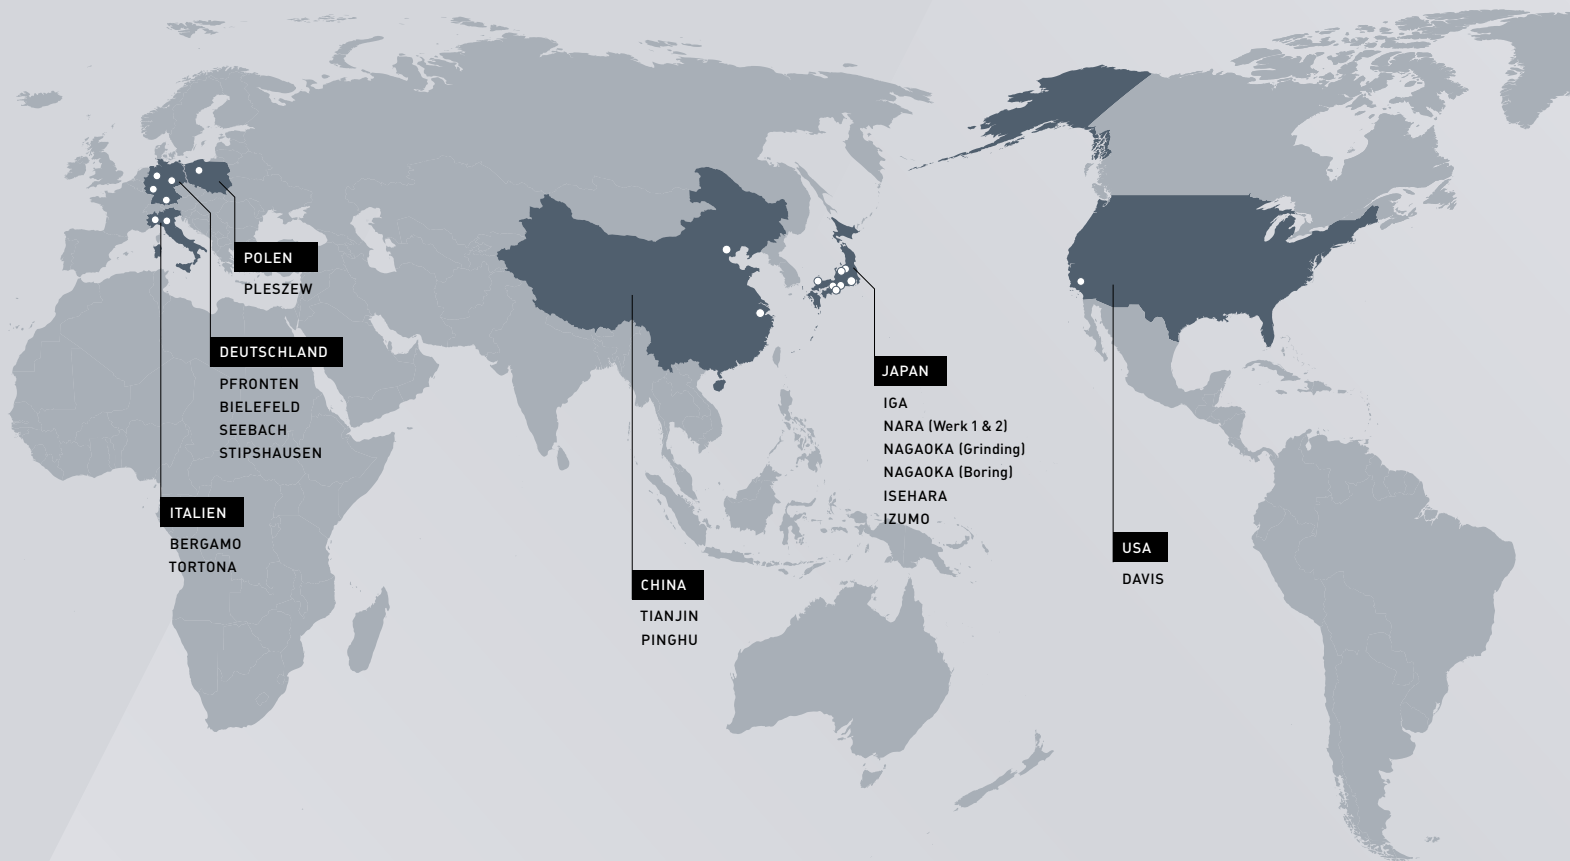 POLEN
PLESZEW
DEUTSCHLAND
PFRONTEN
BIELEFELD
SEEBACH
STIPSHAUSEN
ITALIEN
BERGAMO
TORTONA
CHINA
TIANJIN
PINGHU
JAPAN
IGA
NARA (Werk 1 & 2)
NAGAOKA (Grinding)
NAGAOKA (Boring)
ISEHARA
IZUMO
USA
DAVIS